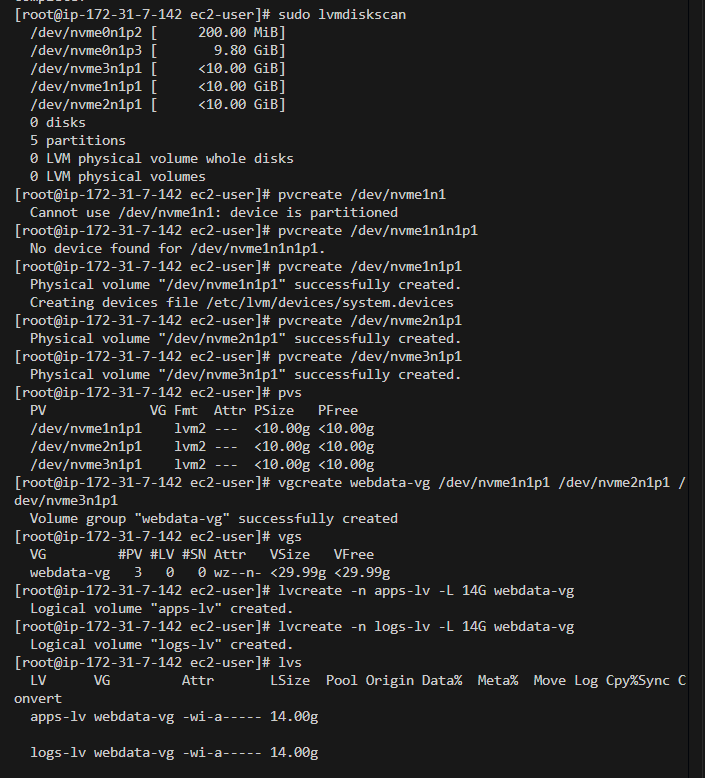 [root@ip-172-31-7-142 ec2-user]# sudo lvmdiskscan
  /dev/nvme0n1p2 [     200.00 MiB]
  /dev/nvme0n1p3 [       9.80 GiB]
  /dev/nvme3n1p1 [     <10.00 GiB]
  /dev/nvme1n1p1 [     <10.00 GiB]
  /dev/nvme2n1p1 [     <10.00 GiB]
  0 disks
  5 partitions
  0 LVM physical volume whole disks
  0 LVM physical volumes
[root@ip-172-31-7-142 ec2-user]# pvcreate /dev/nvme1n1
  Cannot use /dev/nvme1n1: device is partitioned
[root@ip-172-31-7-142 ec2-user]# pvcreate /dev/nvme1n1n1p1
  No device found for /dev/nvme1n1n1p1.
[root@ip-172-31-7-142 ec2-user]# pvcreate /dev/nvme1n1p1
  Physical volume "/dev/nvme1n1p1" successfully created.
  Creating devices file /etc/lvm/devices/system.devices
[root@ip-172-31-7-142 ec2-user]# pvcreate /dev/nvme2n1p1
  Physical volume "/dev/nvme2n1p1" successfully created.
[root@ip-172-31-7-142 ec2-user]# pvcreate /dev/nvme3n1p1
  Physical volume "/dev/nvme3n1p1" successfully created.
[root@ip-172-31-7-142 ec2-user]# pvs
  PV             VG Fmt  Attr PSize   PFree
  /dev/nvme1n1p1    lvm2 ---  <10.00g <10.00g
  /dev/nvme2n1p1    lvm2 ---  <10.00g <10.00g
  /dev/nvme3n1p1    lvm2 ---  <10.00g <10.00g
[root@ip-172-31-7-142 ec2-user]# vgcreate webdata-vg /dev/nvme1n1p1 /dev/nvme2n1p1 /
dev/nvme3n1p1
  Volume group "webdata-vg" successfully created
[root@ip-172-31-7-142 ec2-user]# vgs
  VG         #PV #LV #SN Attr   VSize   VFree
  webdata-vg   3   0   0 wz--n- <29.99g <29.99g
[root@ip-172-31-7-142 ec2-user]# lvcreate -n apps-lv -L 14G webdata-vg
  Logical volume "apps-lv" created.
[root@ip-172-31-7-142 ec2-user]# lvcreate -n logs-lv -L 14G webdata-vg
  Logical volume "logs-lv" created.
[root@ip-172-31-7-142 ec2-user]# lvs
  LV      VG         Attr       LSize  Pool Origin Data%  Meta%  Move Log Cpy%Sync C
onvert
  apps-lv webdata-vg -wi-a----- 14.00g
  logs-lv webdata-vg -wi-a----- 14.00g